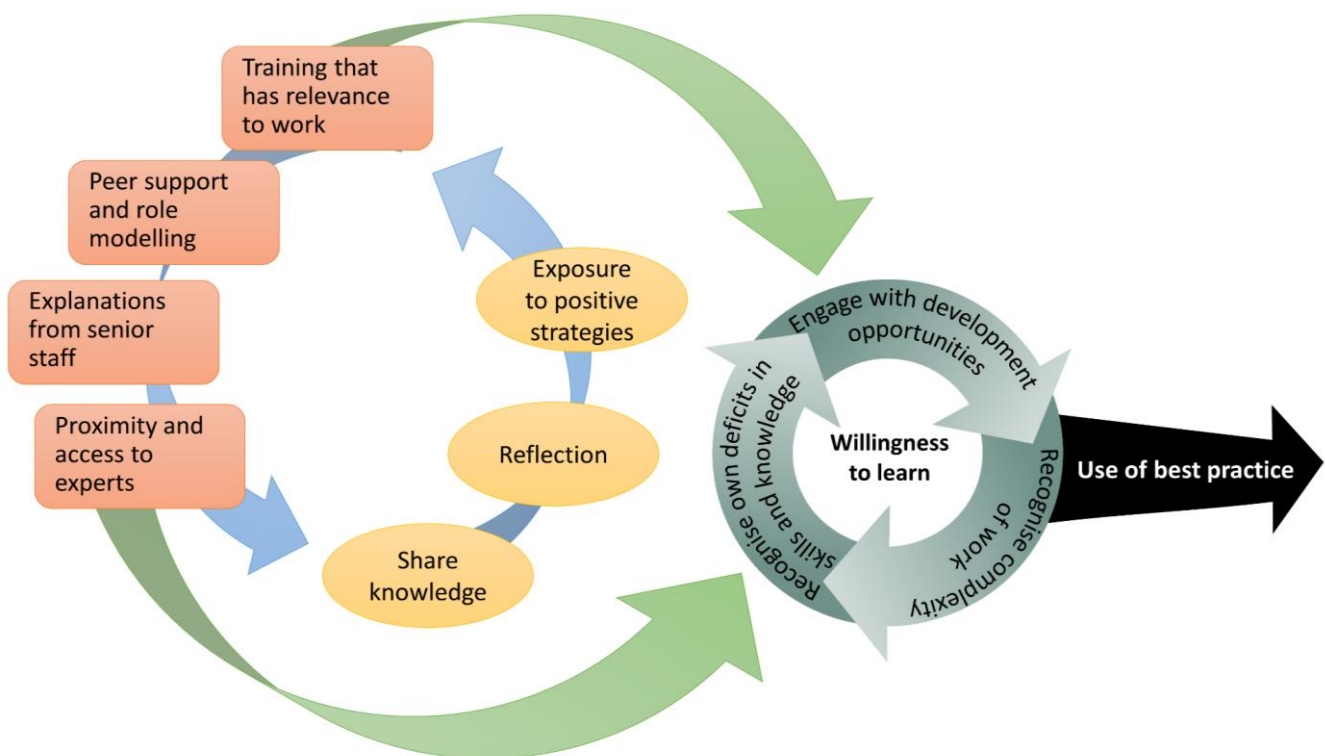 Training that
has relevance
to work
Peer support
and role
modelling
Explanations
from senior
staff
Proximity and
access to
experts
Exposure
to positive
strategies
Reflection
Share
knowledge
Engage with development
opportunities
Recognise complexity
of work
Recognise own deficits in
skills and knowledge
Willingness
to learn
Use of best practice